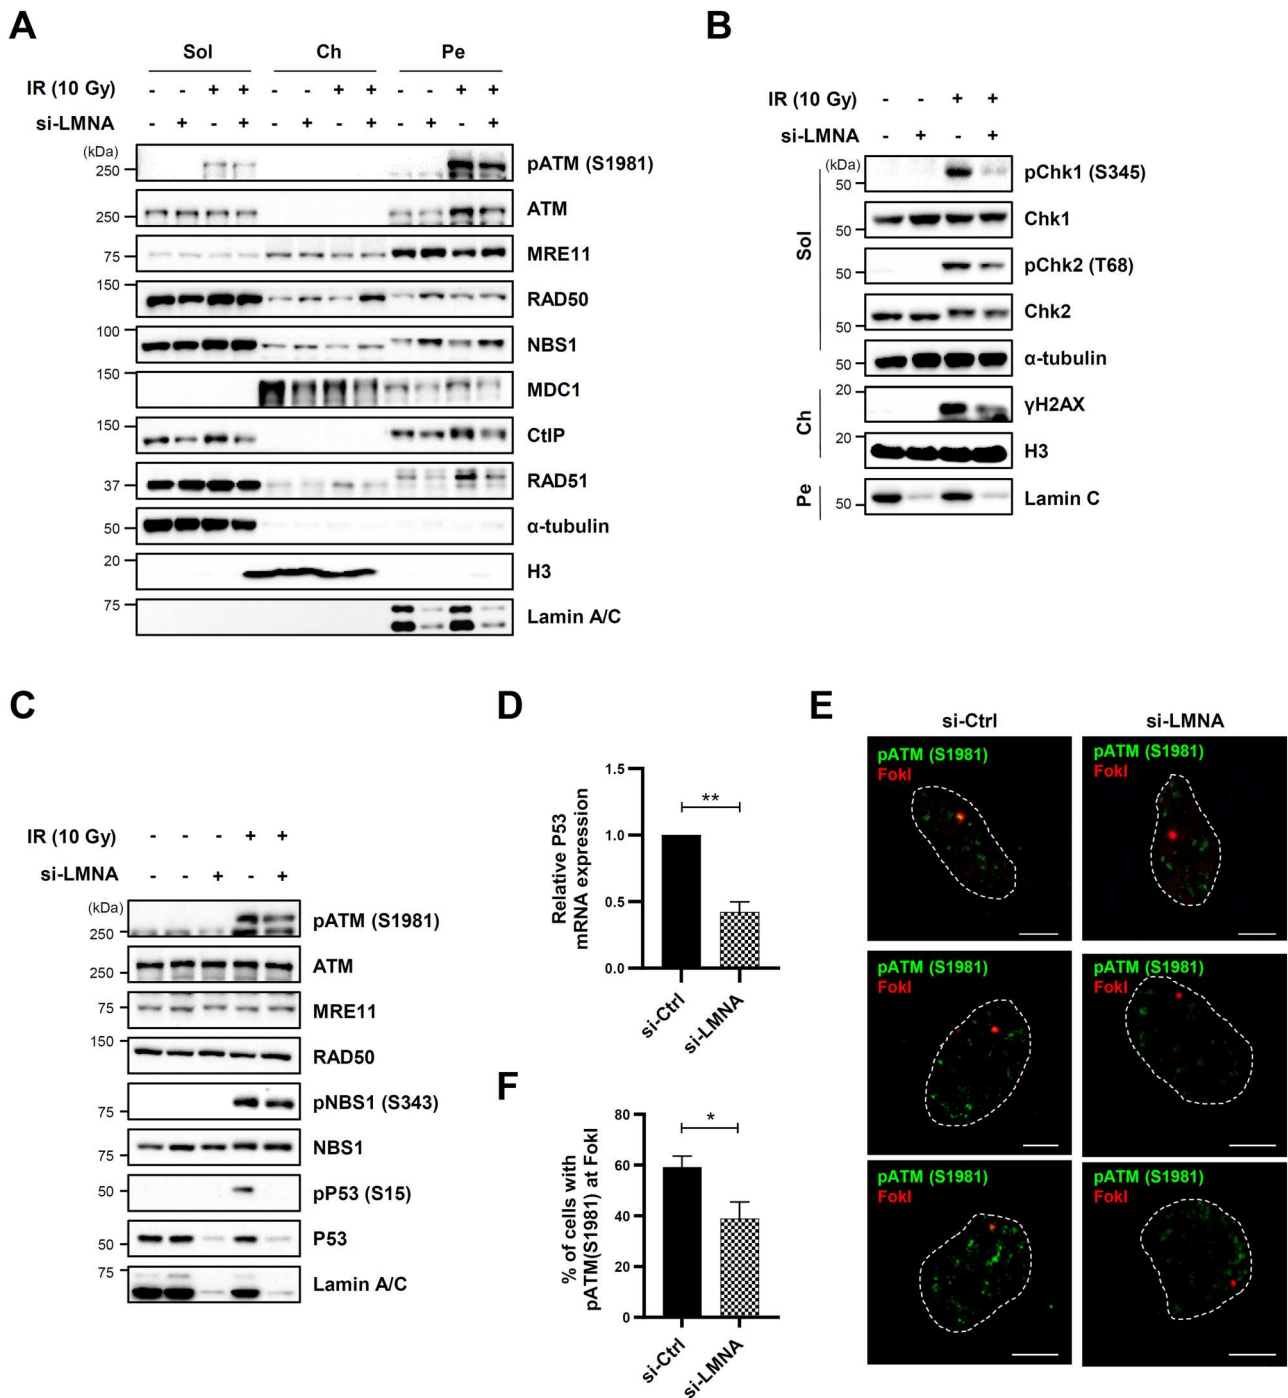 A
Sol Ch Pe
IR (10 Gy) - - + + - - + + - - + +
si-LMNA - + - + - + - + - + - +
(kDa)
250 pATM (S1981)
250 ATM
75 MRE11
150 RAD50
100 NBS1
150 MDC1
150 CtIP
37 RAD51
50 α-tubulin
20 H3
75 Lamin A/C
B
IR (10 Gy) - - + +
si-LMNA - + - +
(kDa)
Sol
50 pChk1 (S345)
50 Chk1
50 pChk2 (T68)
50 Chk2
50 α-tubulin
Ch
20 γH2AX
20 H3
Pe
50 Lamin C
C
IR (10 Gy) - - - + +
si-LMNA - - + - +
(kDa)
250 pATM (S1981)
250 ATM
75 MRE11
150 RAD50
75 pNBS1 (S343)
75 NBS1
50 pP53 (S15)
50 P53
75 Lamin A/C
D
Relative P53
mRNA expression
1.5
1.0
0.5
0.0
**
si-Ctrl
si-LMNA
E
si-Ctrl si-LMNA
pATM (S1981) pATM (S1981)
FokI FokI
pATM (S1981) pATM (S1981)
FokI FokI
pATM (S1981) pATM (S1981)
FokI FokI
F
% of cells with
pATM(S1981) at FokI
80
60
40
20
0
*
si-Ctrl
si-LMNA